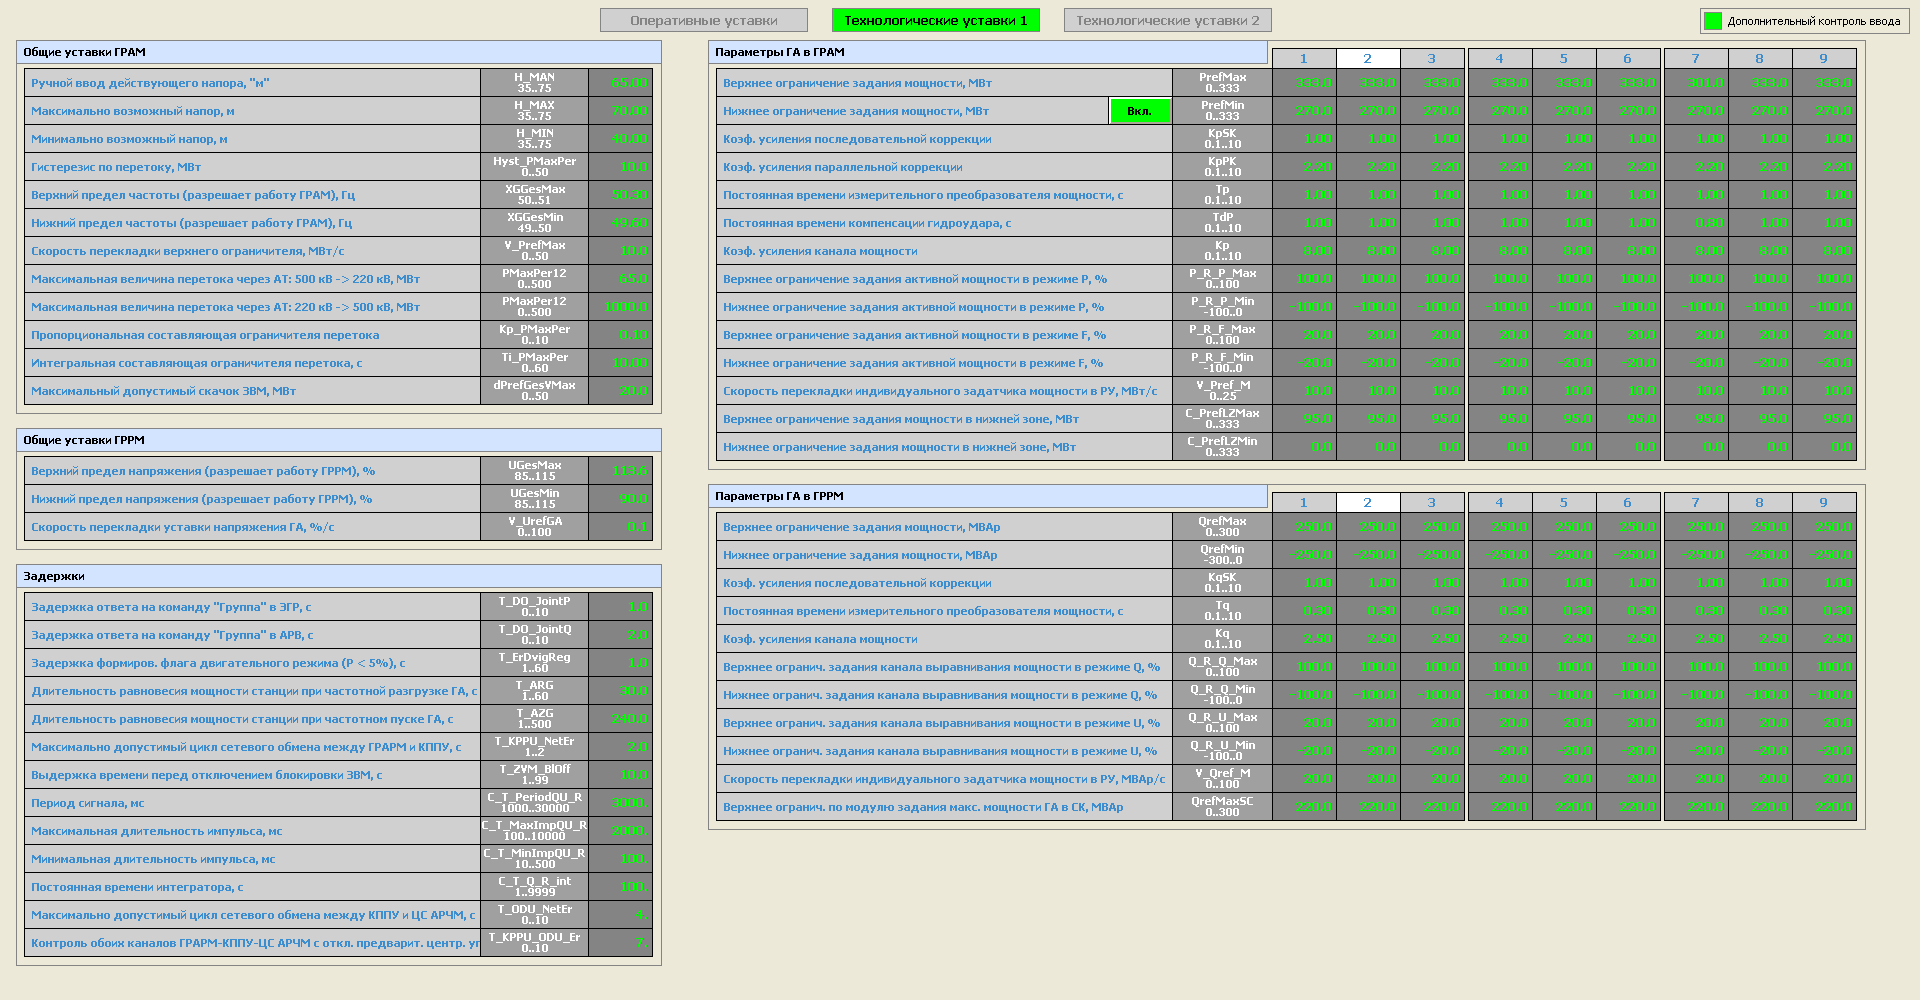 Оперативные уставки
Технологические уставки 1
Технологические уставки 2
Дополнительный контроль ввода
Общие уставки ГРАМ
Ручной ввод действующего напора, "м" H_MAN 35..75 65.00
Максимально возможный напор, м H_MAX 35..75 70.00
Минимально возможный напор, м H_MIN 35..75 40.00
Гистерезис по перетоку, МВт Hyst_PMaxPer 0..50 10.0
Верхний предел частоты (разрешает работу ГРАМ), Гц XGGesMax 50..51 50.30
Нижний предел частоты (разрешает работу ГРАМ), Гц XGGesMin 49..50
Скорость перекладки верхнего ограничителя, МВт/с V_PrefMax 0..50 10.0
Максимальная величина перетока через АТ: 500 кВ -> 220 кВ, МВт PMaxPer12 0..500 65.0
Максимальная величина перетока через АТ: 220 кВ -> 500 кВ, МВт PMaxPer12 0..500 1000.0
Пропорциональная составляющая ограничителя перетока Kp_PMaxPer 0..10 0.10
Интегральная составляющая ограничителя перетока, с Ti_PMaxPer 0..60 10.00
Максимальный допустимый скачок ЗВМ, МВт dPrefGesVMax 0..50 20.0
Общие уставки ГРРМ
Верхний предел напряжения (разрешает работу ГРРМ), % UGesMax 85..115 113.6
Нижний предел напряжения (разрешает работу ГРРМ), % UGesMin 85..115 90.0
Скорость перекладки уставки напряжения ГА, %/с V_UrefGA 0..100 0.1
Задержки
Задержка ответа на команду "Группа" в ЭГР, с T_DO_JointP 0..10 1.0
Задержка ответа на команду "Группа" в АРВ, с T_DO_JointQ 0..10 2.0
Задержка формиров. флага двигательного режима (P < 5%), с T_ErDvigReg 1..60 1.0
Длительность равновесия мощности станции при частотной разгрузке ГА, с T_ARG 1..60 30.0
Длительность равновесия мощности станции при частотном пуске ГА, с T_AZG 1..500 240.0
Максимально допустимый цикл сетевого обмена между ГРАРМ и КППУ, с T_KPPU_NetEr 1..2 2.0
Выдержка времени перед отключением блокировки ЗВМ, с T_ZVM_BlOff 1..99 10.0
Период сигнала, мс C_T_PeriodQU_R 1000..30000 3000.
Максимальная длительность импульса, мс C_T_MaxImpQU_R 100..10000 2000.
Минимальная длительность импульса, мс C_T_MinImpQU_R 10..500 100.
Постоянная времени интегратора, с C_T_Q_R_int 1..9999 100.
Максимально допустимый цикл сетевого обмена между КППУ и ЦС АРЧМ, с T_ODU_NetEr 0..10 4.
Контроль обоих каналов ГРАРМ-КППУ-ЦС АРЧМ с откл. предварит. центр. уг T_KPPU_ODU_Er 0..10 7.
Параметры ГА в ГРАМ 1 2 3 4 5 6 7 8 9
Верхнее ограничение задания мощности, МВт PrefMax 0..333 333.0 333.0 333.0 333.0 333.0 333.0 301.0 333.0 333.0
Нижнее ограничение задания мощности, МВт Вкл. PrefMin 0..333 270.0 270.0 270.0 270.0 270.0 270.0 270.0 270.0 270.0
Коэф. усиления последовательной коррекции KpSK 0.1..10 1.00 1.00 1.00 1.00 1.00 1.00 1.00 1.00 1.00
Коэф. усиления параллельной коррекции KpPK 0.1..10 2.20 2.20 2.20 2.20 2.20 2.20 2.20 2.20 2.20
Постоянная времени измерительного преобразователя мощности, с Tp 0.1..10 1.00 1.00 1.00 1.00 1.00 1.00 1.00 1.00 1.00
Постоянная времени компенсации гидроудара, с TdP 0.1..10 1.00 1.00 1.00 1.00 1.00 1.00 0.80 1.00 1.00
Коэф. усиления канала мощности Kp 0.1..10 8.00 8.00 8.00 8.00 8.00 8.00 8.00 8.00 8.00
Верхнее ограничение задания активной мощности в режиме P, % P_R_P_Max 0..100 100.0 100.0 100.0 100.0 100.0 100.0 100.0 100.0 100.0
Нижнее ограничение задания активной мощности в режиме P, % P_R_P_Min -100..0 -100.0 -100.0 -100.0 -100.0 -100.0 -100.0 -100.0 -100.0 -100.0
Верхнее ограничение задания активной мощности в режиме F, % P_R_F_Max 0..100 20.0 20.0 20.0 20.0 20.0 20.0 20.0 20.0 20.0
Нижнее ограничение задания активной мощности в режиме F, % P_R_F_Min -100..0 -20.0 -20.0 -20.0 -20.0 -20.0 -20.0 -20.0 -20.0 -20.0
Скорость перекладки индивидуального задатчика мощности в РУ, МВт/с V_Pref_M 0..25 10.0 10.0 10.0 10.0 10.0 10.0 10.0 10.0 10.0
Верхнее ограничение задания мощности в нижней зоне, МВт C_PrefLZMax 0..333 95.0 95.0 95.0 95.0 95.0 95.0 95.0 95.0 95.0
Нижнее ограничение задания мощности в нижней зоне, МВт C_PrefLZMin 0..333 0.0 0.0 0.0 0.0 0.0 0.0 0.0 0.0 0.0
Параметры ГА в ГРРМ 1 2 3 4 5 6 7 8 9
Верхнее ограничение задания мощности, МВАр QrefMax 0..300 250.0 250.0 250.0 250.0 250.0 250.0 250.0 250.0 250.0
Нижнее ограничение задания мощности, МВАр QrefMin -300..0 -250.0 -250.0 -250.0 -250.0 -250.0 -250.0 -250.0 -250.0 -250.0
Коэф. усиления последовательной коррекции KqSK 0.1..10 1.00 1.00 1.00 1.00 1.00 1.00 1.00 1.00 1.00
Постоянная времени измерительного преобразователя мощности, с Tq 0.1..10 0.30 0.30 0.30 0.30 0.30 0.30 0.30 0.30 0.30
Коэф. усиления канала мощности Kq 0.1..10 2.50 2.50 2.50 2.50 2.50 2.50 2.50 2.50 2.50
Верхнее огранич. задания канала выравнивания мощности в режиме Q, % Q_R_Q_Max 0..100 100.0 100.0 100.0 100.0 100.0 100.0 100.0 100.0 100.0
Нижнее огранич. задания канала выравнивания мощности в режиме Q, % Q_R_Q_Min -100..0 -100.0 -100.0 -100.0 -100.0 -100.0 -100.0 -100.0 -100.0 -100.0
Верхнее огранич. задания канала выравнивания мощности в режиме U, % Q_R_U_Max 0..100 20.0 20.0 20.0 20.0 20.0 20.0 20.0 20.0 20.0
Нижнее огранич. задания канала выравнивания мощности в режиме U, % Q_R_U_Min -100..0 -20.0 -20.0 -20.0 -20.0 -20.0 -20.0 -20.0 -20.0 -20.0
Скорость перекладки индивидуального задатчика мощности в РУ, МВАр/с V_Qref_M 0..100 20.0 20.0 20.0 20.0 20.0 20.0 20.0 20.0 20.0
Верхнее огранич. по модулю задания макс. мощности ГА в СК, МВАр QrefMaxSC 0..300 220.0 220.0 220.0 220.0 220.0 220.0 220.0 220.0 220.0